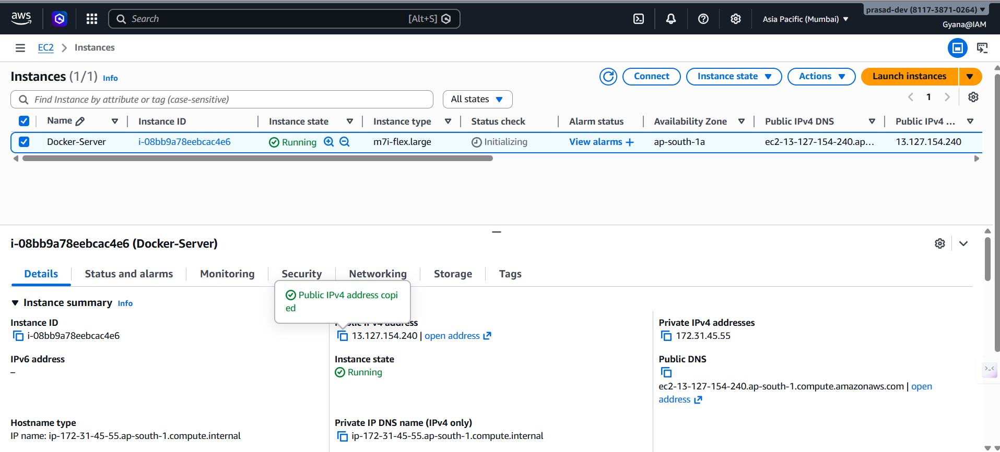 aws
Search
[Alt+S]
Asia Pacific (Mumbai)
prasad-dev (8117-3871-0264)
Gyana@IAM
EC2 > Instances
Instances (1/1) Info
Connect
Instance state
Actions
Launch instances
Find Instance by attribute or tag (case-sensitive)
All states
1
Name Instance ID Instance state Instance type Status check Alarm status Availability Zone Public IPv4 DNS Public IPv4 ...
Docker-Server i-08bb9a78eebcac4e6 Running m7i-flex.large Initializing View alarms + ap-south-1a ec2-13-127-154-240.ap... 13.127.154.240
i-08bb9a78eebcac4e6 (Docker-Server)
Details Status and alarms Monitoring Security Networking Storage Tags
Public IPv4 address copi
ed
Instance summary Info
Instance ID
i-08bb9a78eebcac4e6
Public IPv4 address
13.127.154.240 | open address
Private IPv4 addresses
172.31.45.55
IPv6 address
–
Instance state
Running
Public DNS
ec2-13-127-154-240.ap-south-1.compute.amazonaws.com | open
address
Hostname type
IP name: ip-172-31-45-55.ap-south-1.compute.internal
Private IP DNS name (IPv4 only)
ip-172-31-45-55.ap-south-1.compute.internal